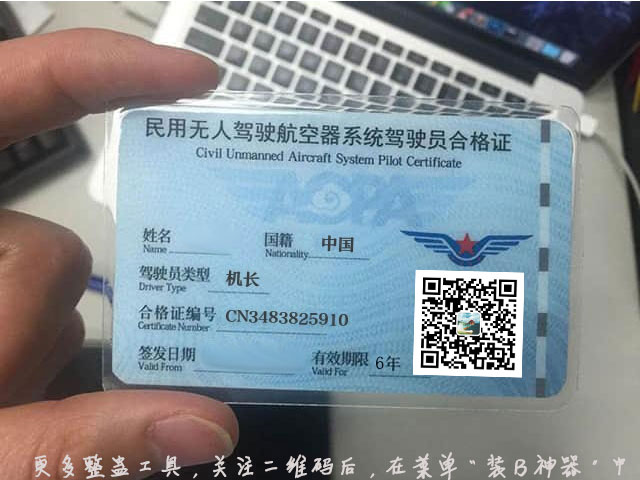 民用无人驾驶航空器系统驾驶员合格证
Civil Unmanned Aircraft System Pilot Certificate
AOPA
姓名
Name
国籍 中国
Nationality
驾驶员类型 机长
Driver Type
合格证编号 CN3483825910
Certificate Number
签发日期
Valid From
有效期限 6年
Valid For
更多整蛊工具，关注二维码后，在菜单"装B神器"中